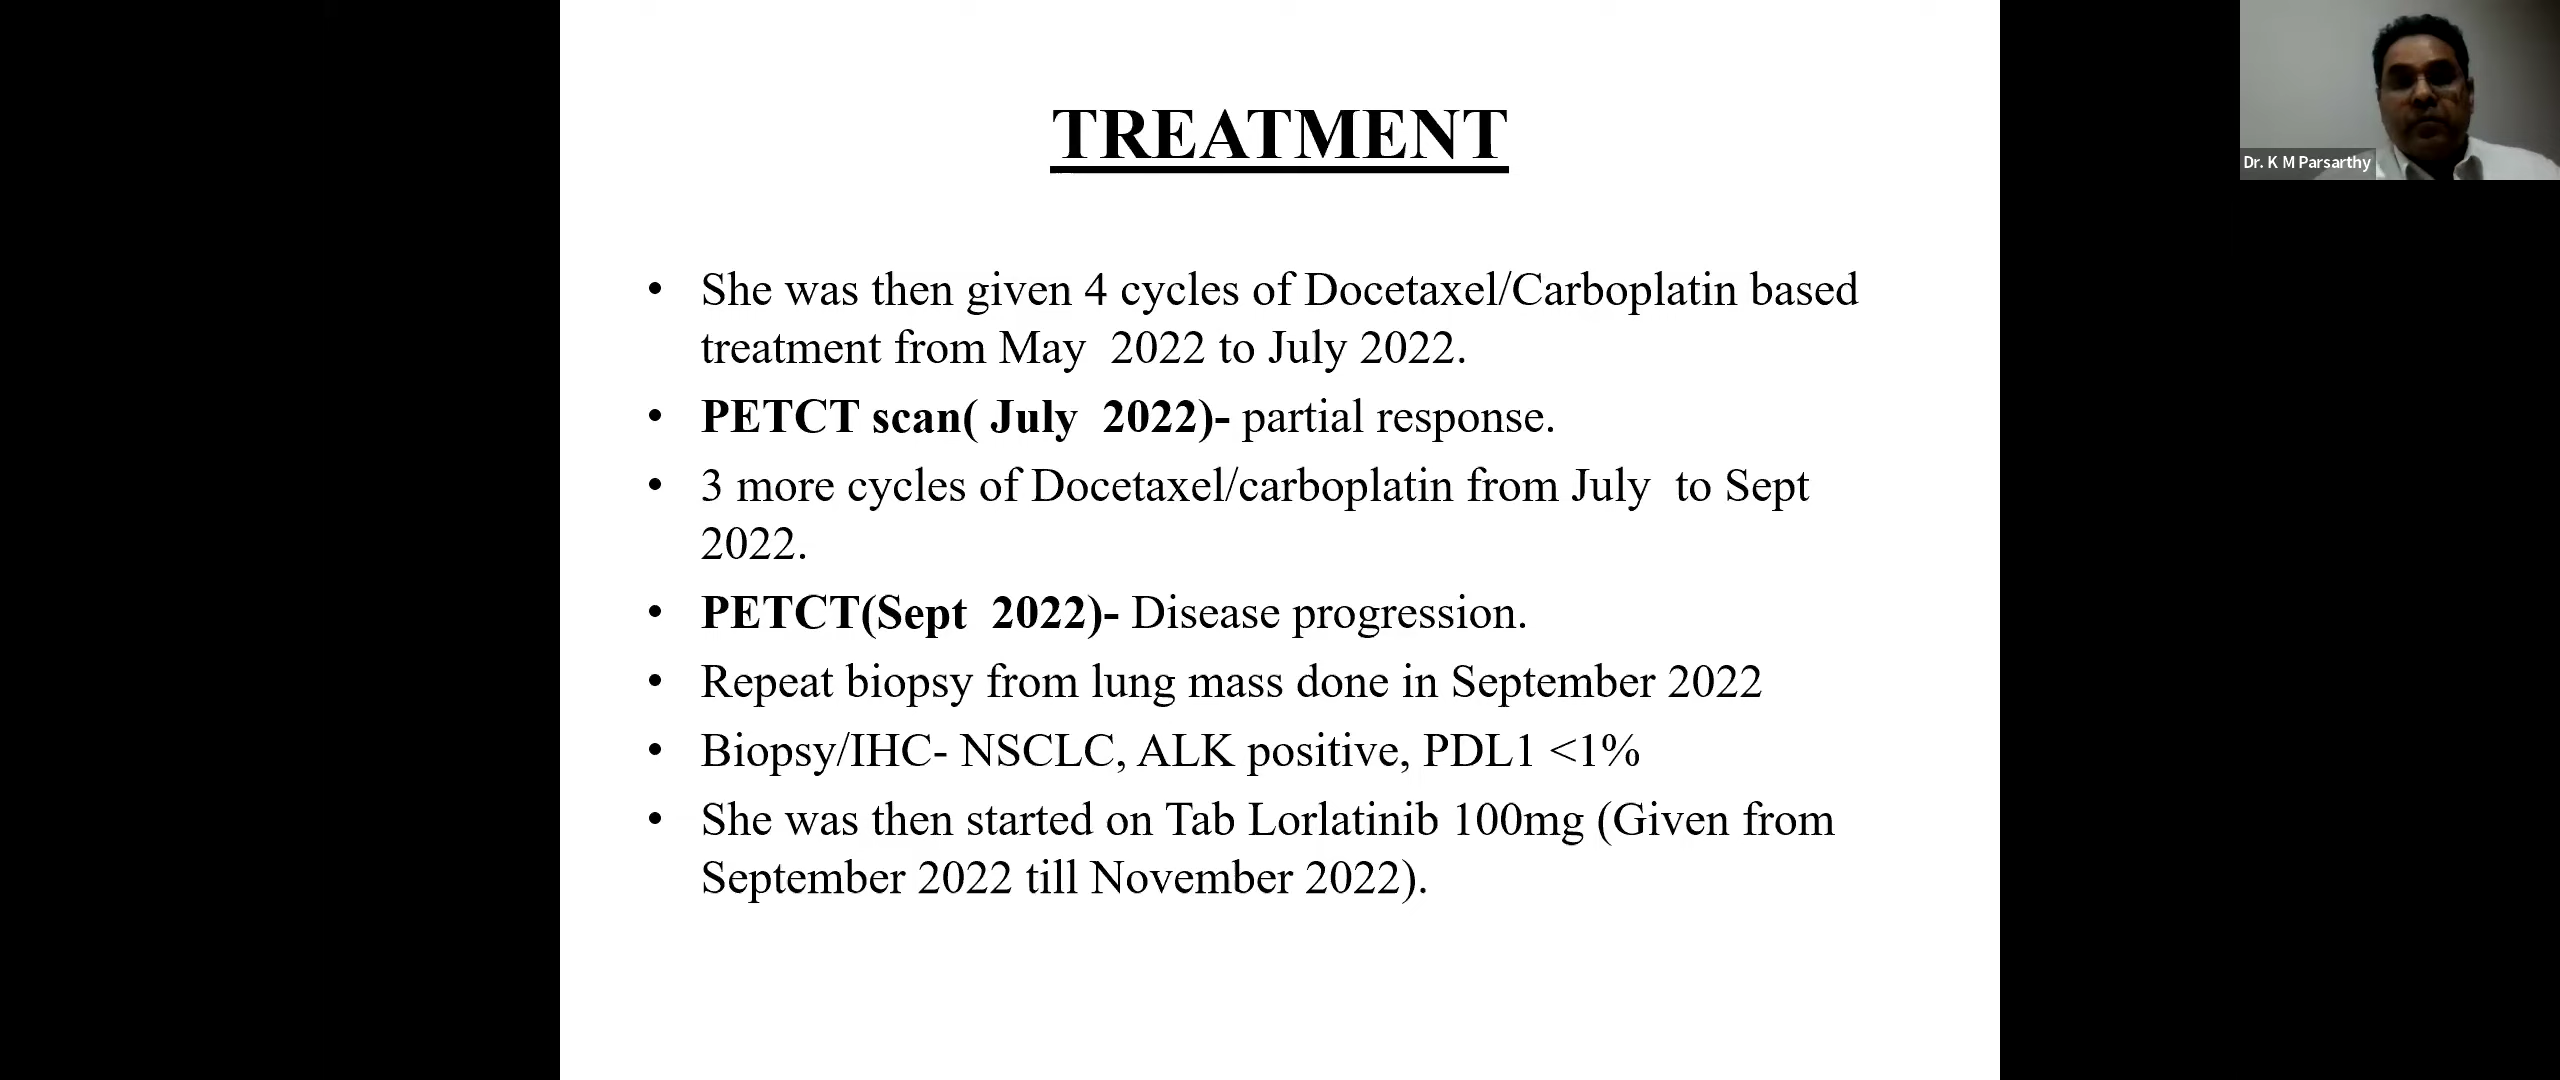 TREATMENT
Dr. K M Parsarthy
• She was then given 4 cycles of Docetaxel/Carboplatin based
treatment from May  2022 to July 2022.
• PETCT scan( July  2022)- partial response.
• 3 more cycles of Docetaxel/carboplatin from July  to Sept
2022.
• PETCT(Sept  2022)- Disease progression.
• Repeat biopsy from lung mass done in September 2022
• Biopsy/IHC- NSCLC, ALK positive, PDL1 <1%
• She was then started on Tab Lorlatinib 100mg (Given from
September 2022 till November 2022).